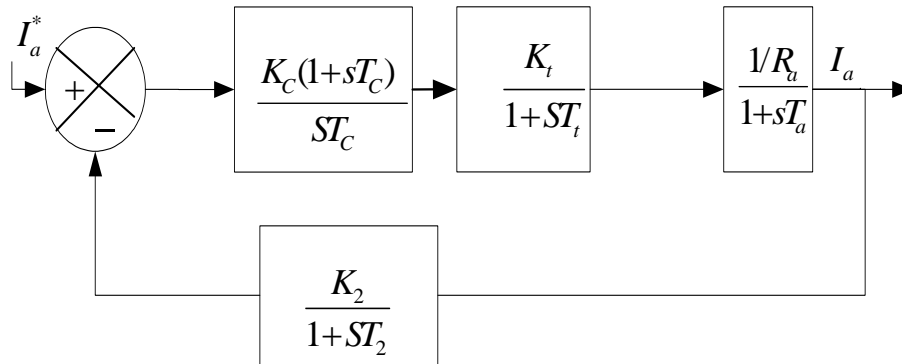 I_a^*
+
−
K_C(1+sT_C)
ST_C
K_t
1+ST_t
1/R_a
1+sT_a
I_a
K_2
1+ST_2